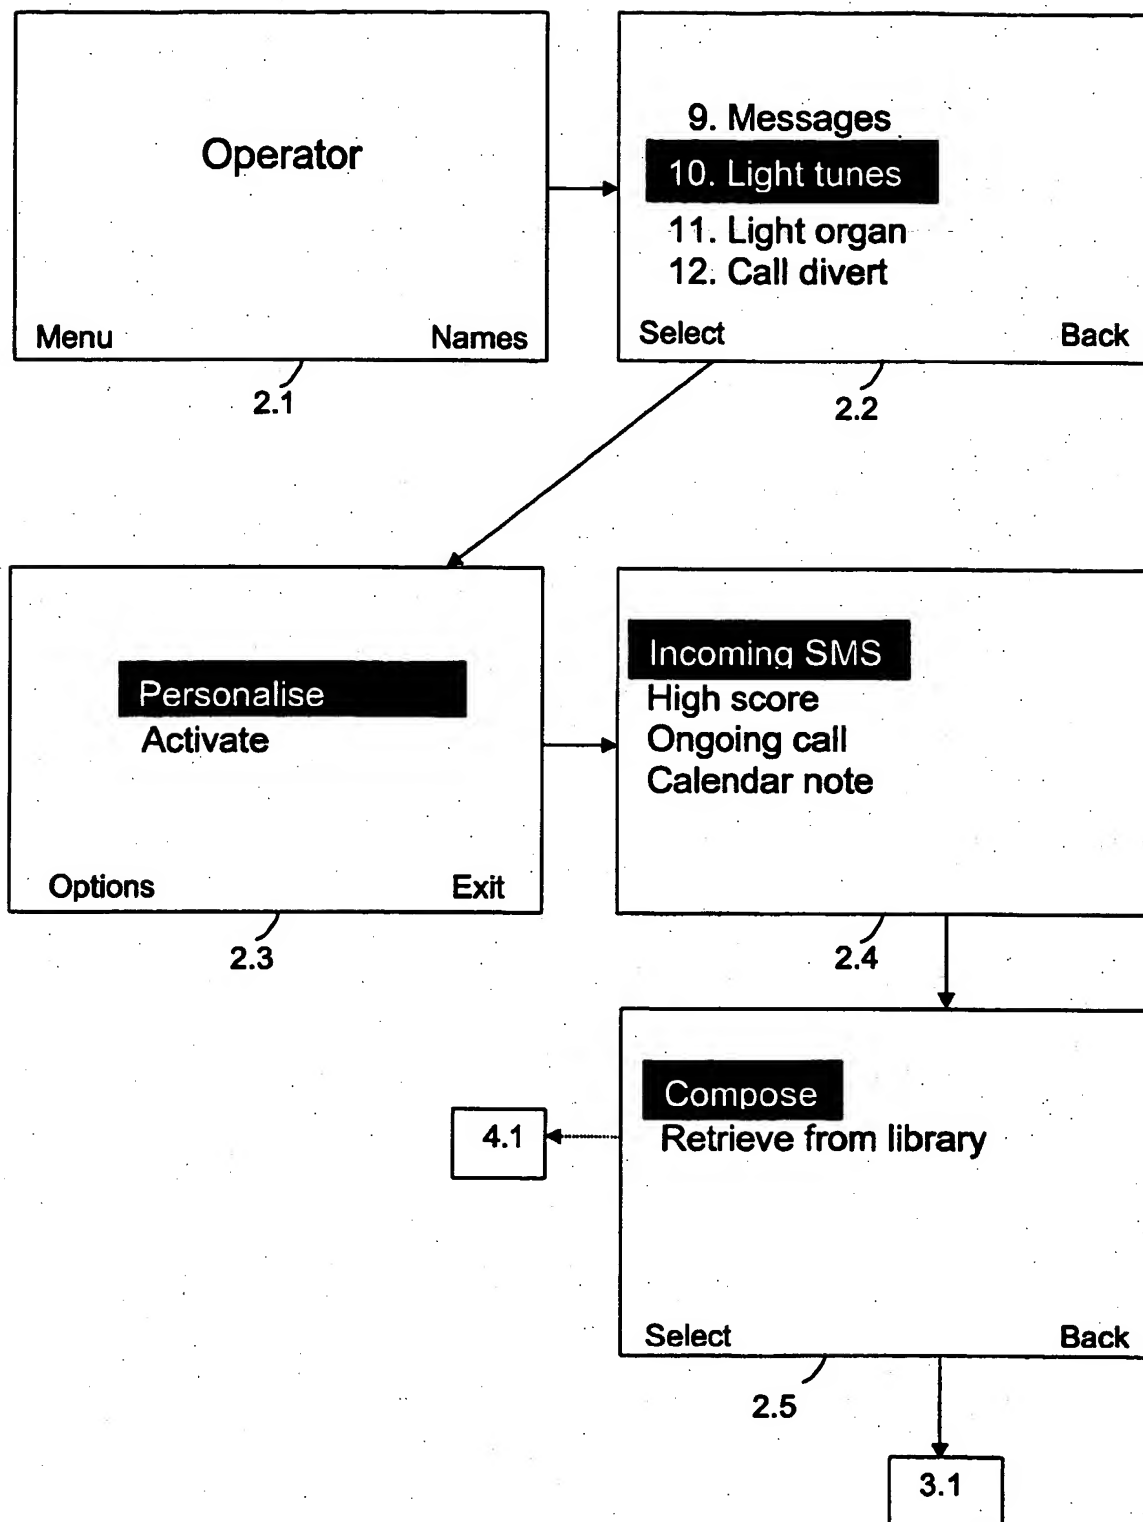 Operator
Menu Names
2.1
9. Messages
10. Light tunes
11. Light organ
12. Call divert
Select Back
2.2
Personalise
Activate
Options Exit
2.3
Incoming SMS
High score
Ongoing call
Calendar note
2.4
Compose
Retrieve from library
Select Back
2.5
4.1
3.1